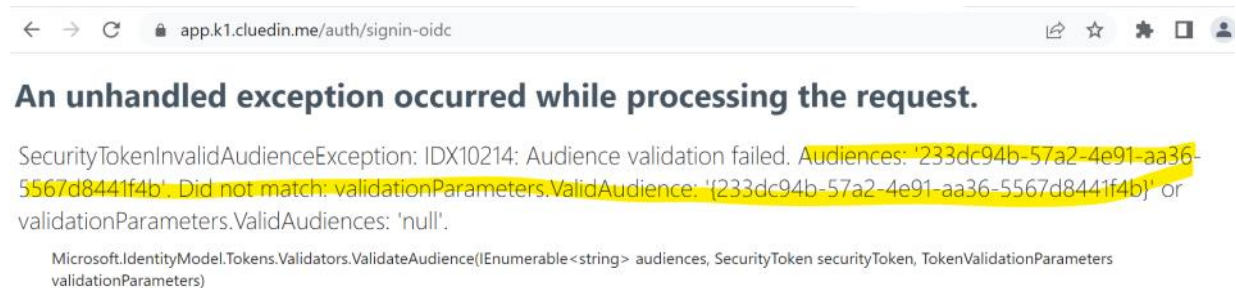 app.k1.cluedin.me/auth/signin-oidc
An unhandled exception occurred while processing the request.
SecurityTokenInvalidAudienceException: IDX10214: Audience validation failed. Audiences: '233dc94b-57a2-4e91-aa36-
5567d8441f4b'. Did not match: validationParameters.ValidAudience: '{233dc94b-57a2-4e91-aa36-5567d8441f4b}' or
validationParameters.ValidAudiences: 'null'.
Microsoft.IdentityModel.Tokens.Validators.ValidateAudience(IEnumerable<string> audiences, SecurityToken securityToken, TokenValidationParameters
validationParameters)